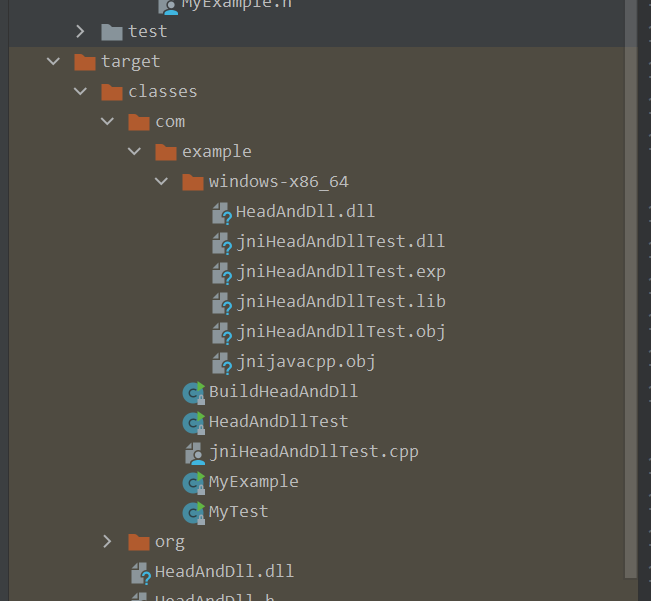 MyExample.h
test
target
classes
com
example
windows-x86_64
HeadAndDll.dll
jniHeadAndDllTest.dll
jniHeadAndDllTest.exp
jniHeadAndDllTest.lib
jniHeadAndDllTest.obj
jnijavacpp.obj
BuildHeadAndDll
HeadAndDllTest
jniHeadAndDllTest.cpp
MyExample
MyTest
org
HeadAndDll.dll
HeadAndDll.h